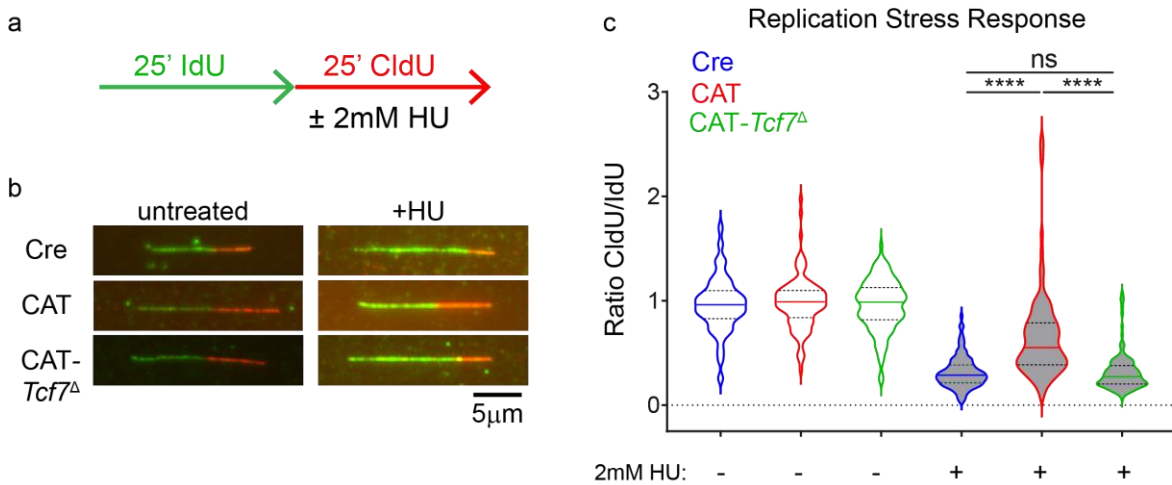 a
25' IdU 25' CldU
± 2mM HU
b
untreated +HU
Cre
CAT
CAT-
Tcf7Δ
5μm
c
Replication Stress Response
Cre
CAT
CAT-Tcf7Δ
ns
**** ****
Ratio CldU/IdU
3
2
1
0
2mM HU: - - - + + +